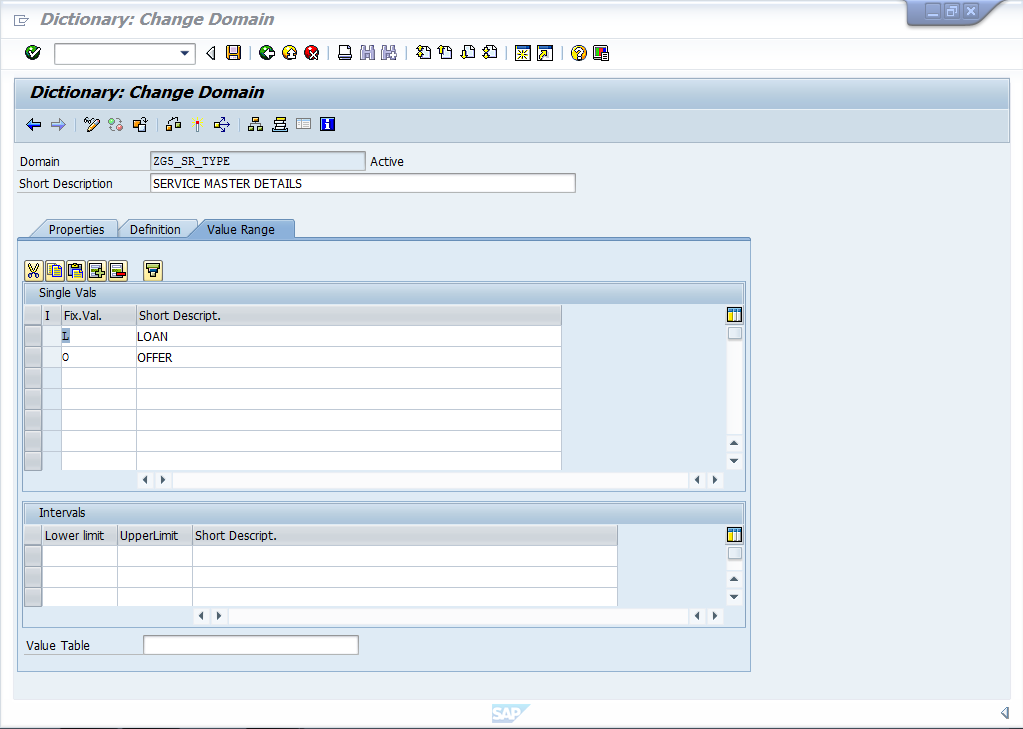 Dictionary: Change Domain
Dictionary: Change Domain
Domain ZG5_SR_TYPE Active
Short Description SERVICE MASTER DETAILS
Properties Definition Value Range
Single Vals
I Fix.Val. Short Descript.
L LOAN
O OFFER
Intervals
Lower limit UpperLimit Short Descript.
Value Table
SAP